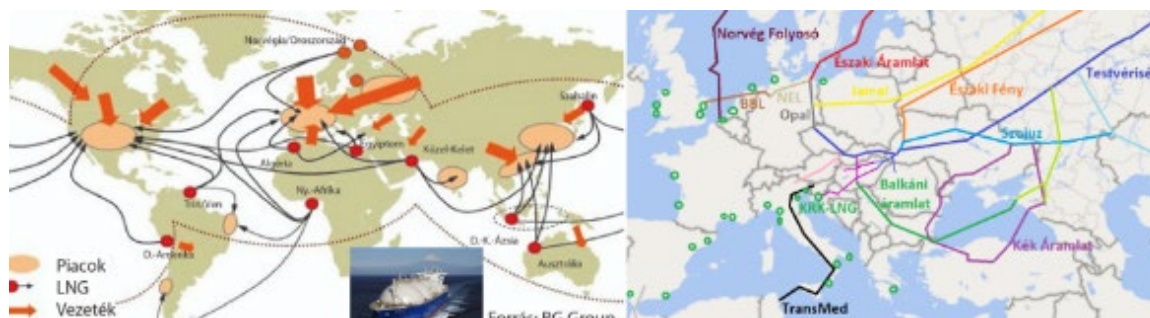 Norvégia/Oroszország
Szahalin
Algéria
Egyiptom
Közel-Kelet
Ny.-Afrika
Trinidad
D.-Amerika
D.-K.-Ázsia
Ausztrália
Piacok
LNG
Vezeték
Forrás: BG Group
Norvég Folyosó
Északi Áramlat
Testvérisé
Jamal
Északi Fény
BBL
NEL
Opal
Szojuz
Balkáni
áramlat
KRK-LNG
Kék Áramlat
TransMed